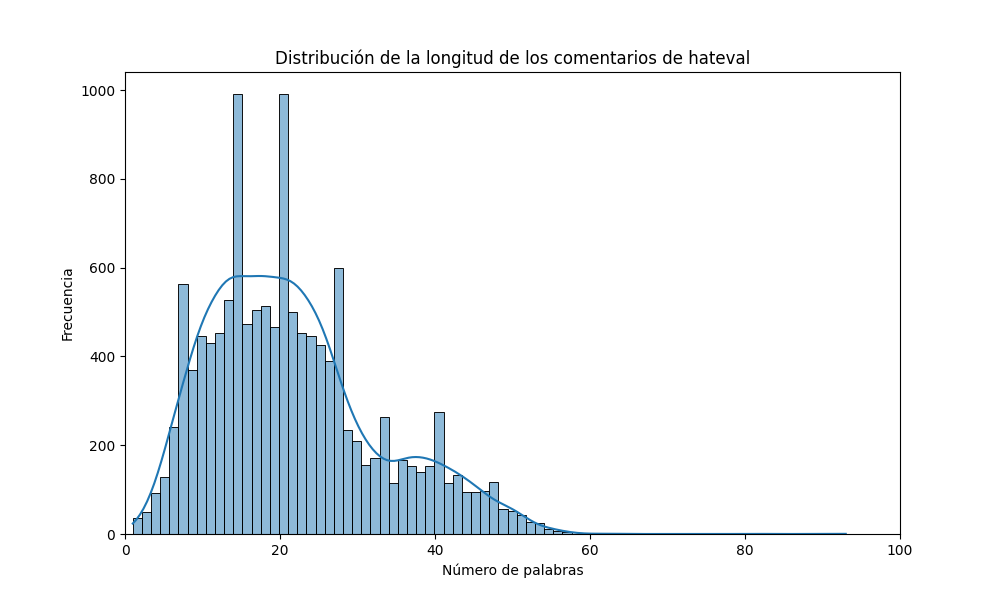 Distribución de la longitud de los comentarios de hateval
1000
800
600
400
200
0
Frecuencia
0 20 40 60 80 100
Número de palabras